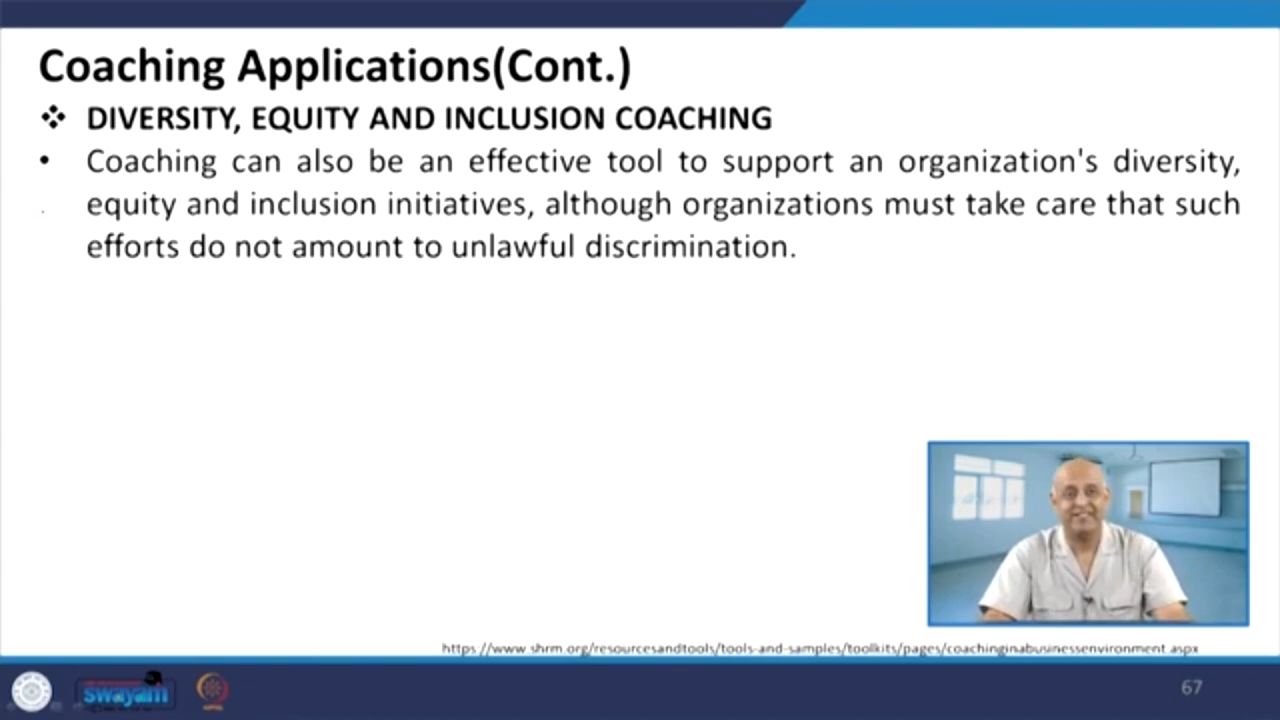 Coaching Applications(Cont.)
❖ DIVERSITY, EQUITY AND INCLUSION COACHING
• Coaching can also be an effective tool to support an organization's diversity,
equity and inclusion initiatives, although organizations must take care that such
efforts do not amount to unlawful discrimination.
https://www.shrm.org/resourcesandtools/tools-and-samples/toolkits/pages/coachinginabusinessenvironment.aspx
swayam
67